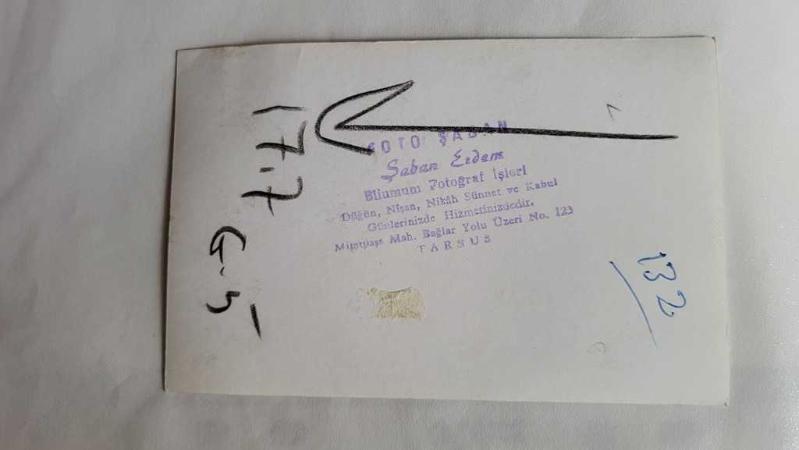 FOTO ŞABAN
Şaban Erdem
Bilumum Fotoğraf İşleri
Düğün, Nişan, Nikâh Sünnet ve Kabul
Günlerinizde Hizmetinizdedir.
Mah. Bağlar Yolu Üzeri No. 123
TARSUS
17.7
132